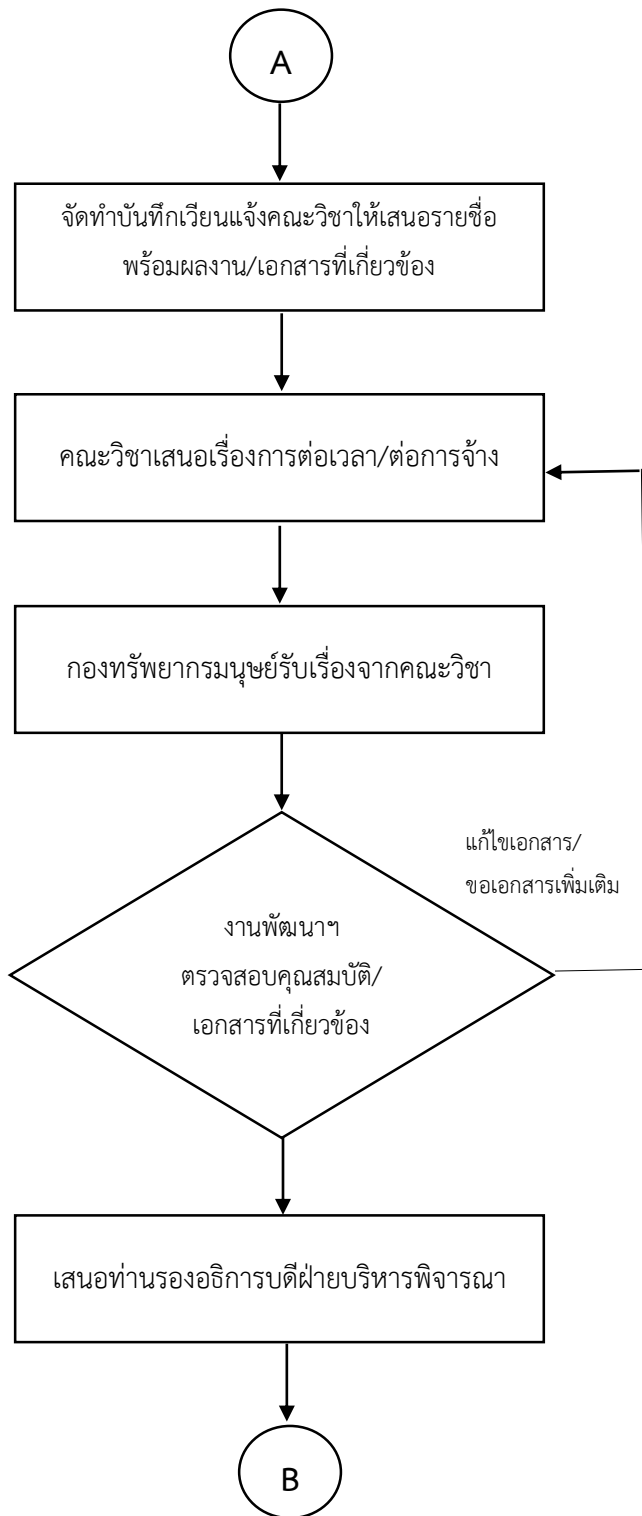 A
จัดทำบันทึกเวียนแจ้งคณะวิชาให้เสนอรายชื่อ
พร้อมผลงาน/เอกสารที่เกี่ยวข้อง
คณะวิชาเสนอเรื่องการต่อเวลา/ต่อการจ้าง
กองทรัพยากรมนุษย์รับเรื่องจากคณะวิชา
แก้ไขเอกสาร/
ขอเอกสารเพิ่มเติม
งานพัฒนาฯ
ตรวจสอบคุณสมบัติ/
เอกสารที่เกี่ยวข้อง
เสนอท่านรองอธิการบดีฝ่ายบริหารพิจารณา
B